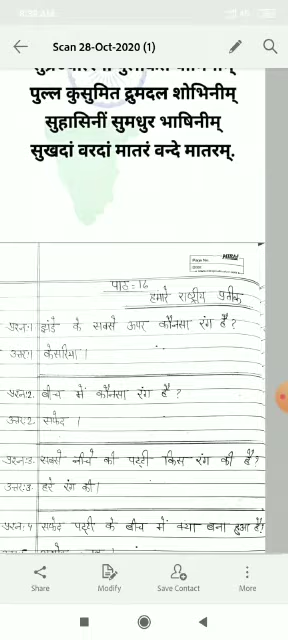 Scan 28-Oct-2020 (1)
पुल्ल कुसुमित द्रुमदल शोभिनीम्
सुहासिनीं सुमधुर भाषिनीम्
सुखदां वरदां मातरं वन्दे मातरम्.
पाठ:16
हमारे राष्ट्रीय प्रतीक
प्रश्न:1 झंडे के सबसे ऊपर कौनसा रंग है?
उत्तर:1 केसरिया।
प्रश्न:2. बीच में कौनसा रंग है?
उत्तर:2. सफेद।
प्रश्न:3. सबसे नीचे की पट्टी किस रंग की है?
उत्तर:3. हरे रंग की।
प्रश्न:4 सफेद पट्टी के बीच में क्या बना हुआ है?
Share Modify Save Contact More